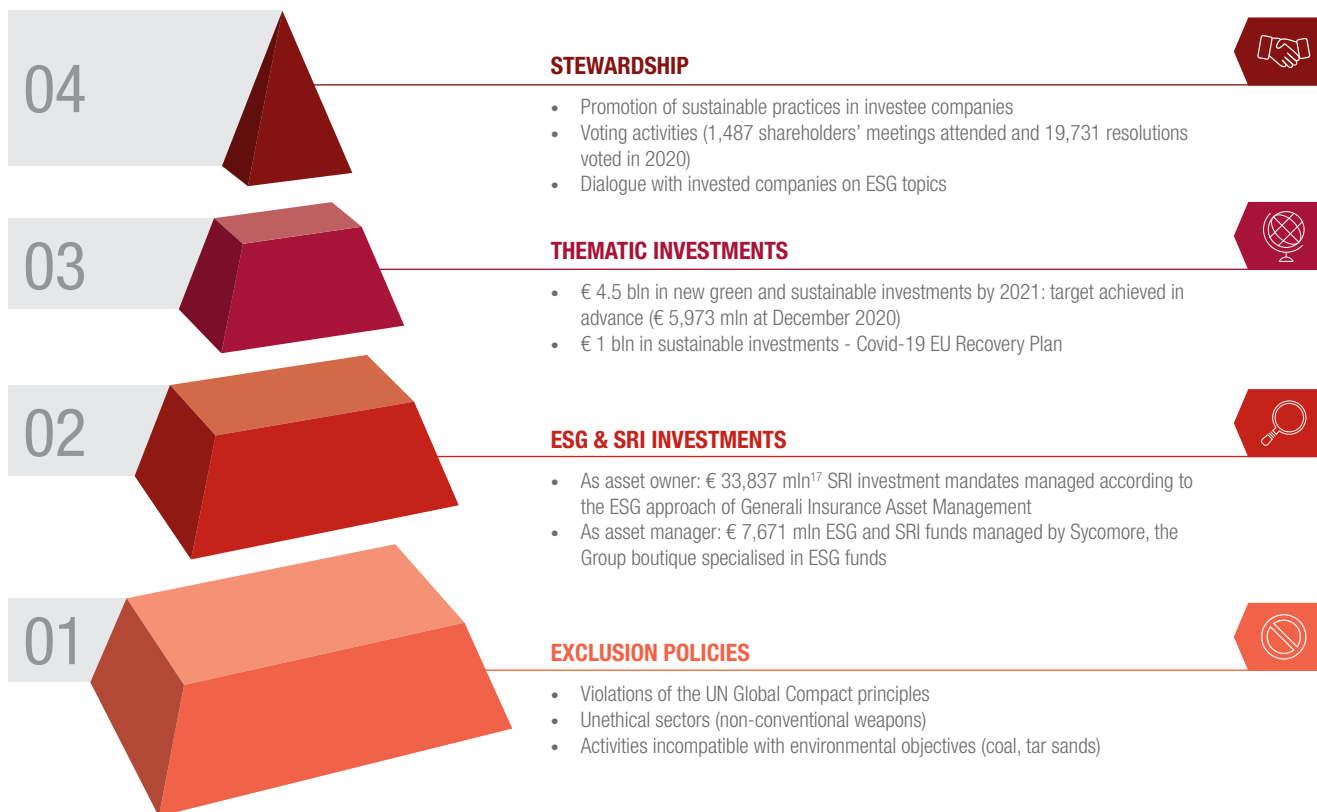 04
STEWARDSHIP
• Promotion of sustainable practices in investee companies
• Voting activities (1,487 shareholders’ meetings attended and 19,731 resolutions
voted in 2020)
• Dialogue with invested companies on ESG topics
03
THEMATIC INVESTMENTS
• € 4.5 bln in new green and sustainable investments by 2021: target achieved in
advance (€ 5,973 mln at December 2020)
• € 1 bln in sustainable investments - Covid-19 EU Recovery Plan
02
ESG & SRI INVESTMENTS
• As asset owner: € 33,837 mln¹⁷ SRI investment mandates managed according to
the ESG approach of Generali Insurance Asset Management
• As asset manager: € 7,671 mln ESG and SRI funds managed by Sycomore, the
Group boutique specialised in ESG funds
01
EXCLUSION POLICIES
• Violations of the UN Global Compact principles
• Unethical sectors (non-conventional weapons)
• Activities incompatible with environmental objectives (coal, tar sands)